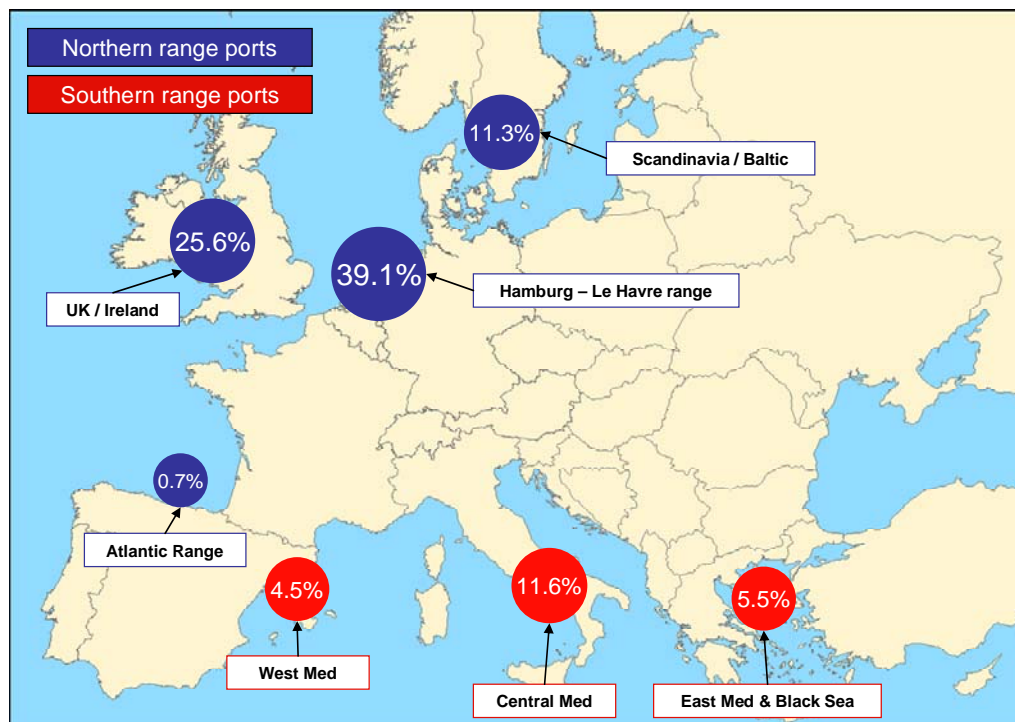 Northern range ports
Southern range ports
11.3%
Scandinavia / Baltic
25.6%
39.1%
Hamburg – Le Havre range
UK / Ireland
0.7%
Atlantic Range
4.5%
11.6%
5.5%
West Med
Central Med
East Med & Black Sea